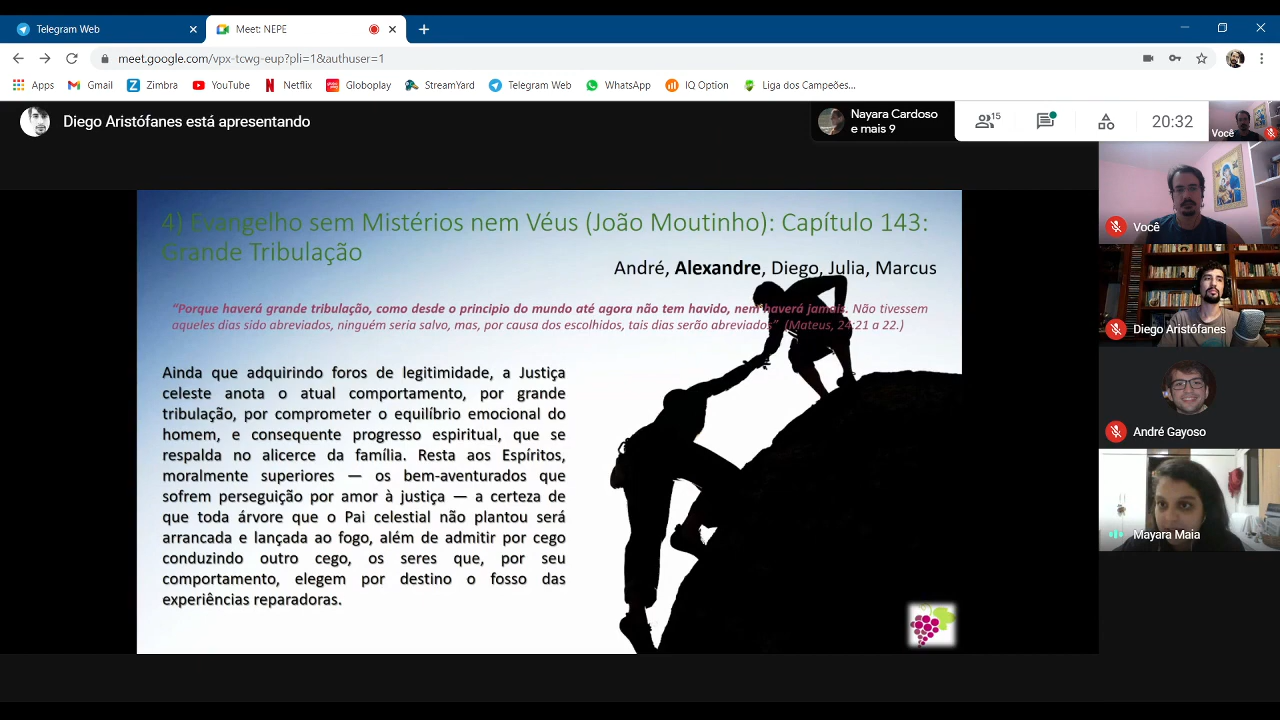 Telegram Web
Meet: NEPE
meet.google.com/vpx-tcwg-eup?pli=1&authuser=1
Apps Gmail Zimbra YouTube Netflix Globoplay StreamYard Telegram Web WhatsApp IQ Option Liga dos Campeões...
Diego Aristófanes está apresentando
Nayara Cardoso
e mais 9
15
20:32
Você
4) Evangelho sem Mistérios nem Véus (João Moutinho): Capítulo 143:
Grande Tribulação
André, Alexandre, Diego, Julia, Marcus
“Porque haverá grande tribulação, como desde o principio do mundo até agora não tem havido, nem haverá jamais. Não tivessem
aqueles dias sido abreviados, ninguém seria salvo, mas, por causa dos escolhidos, tais dias serão abreviados” (Mateus, 24:21 a 22.)
Ainda que adquirindo foros de legitimidade, a Justiça
celeste anota o atual comportamento, por grande
tribulação, por comprometer o equilíbrio emocional do
homem, e consequente progresso espiritual, que se
respalda no alicerce da família. Resta aos Espíritos,
moralmente superiores — os bem-aventurados que
sofrem perseguição por amor à justiça — a certeza de
que toda árvore que o Pai celestial não plantou será
arrancada e lançada ao fogo, além de admitir por cego
conduzindo outro cego, os seres que, por seu
comportamento, elegem por destino o fosso das
experiências reparadoras.
Você
Diego Aristófanes
André Gayoso
Mayara Maia